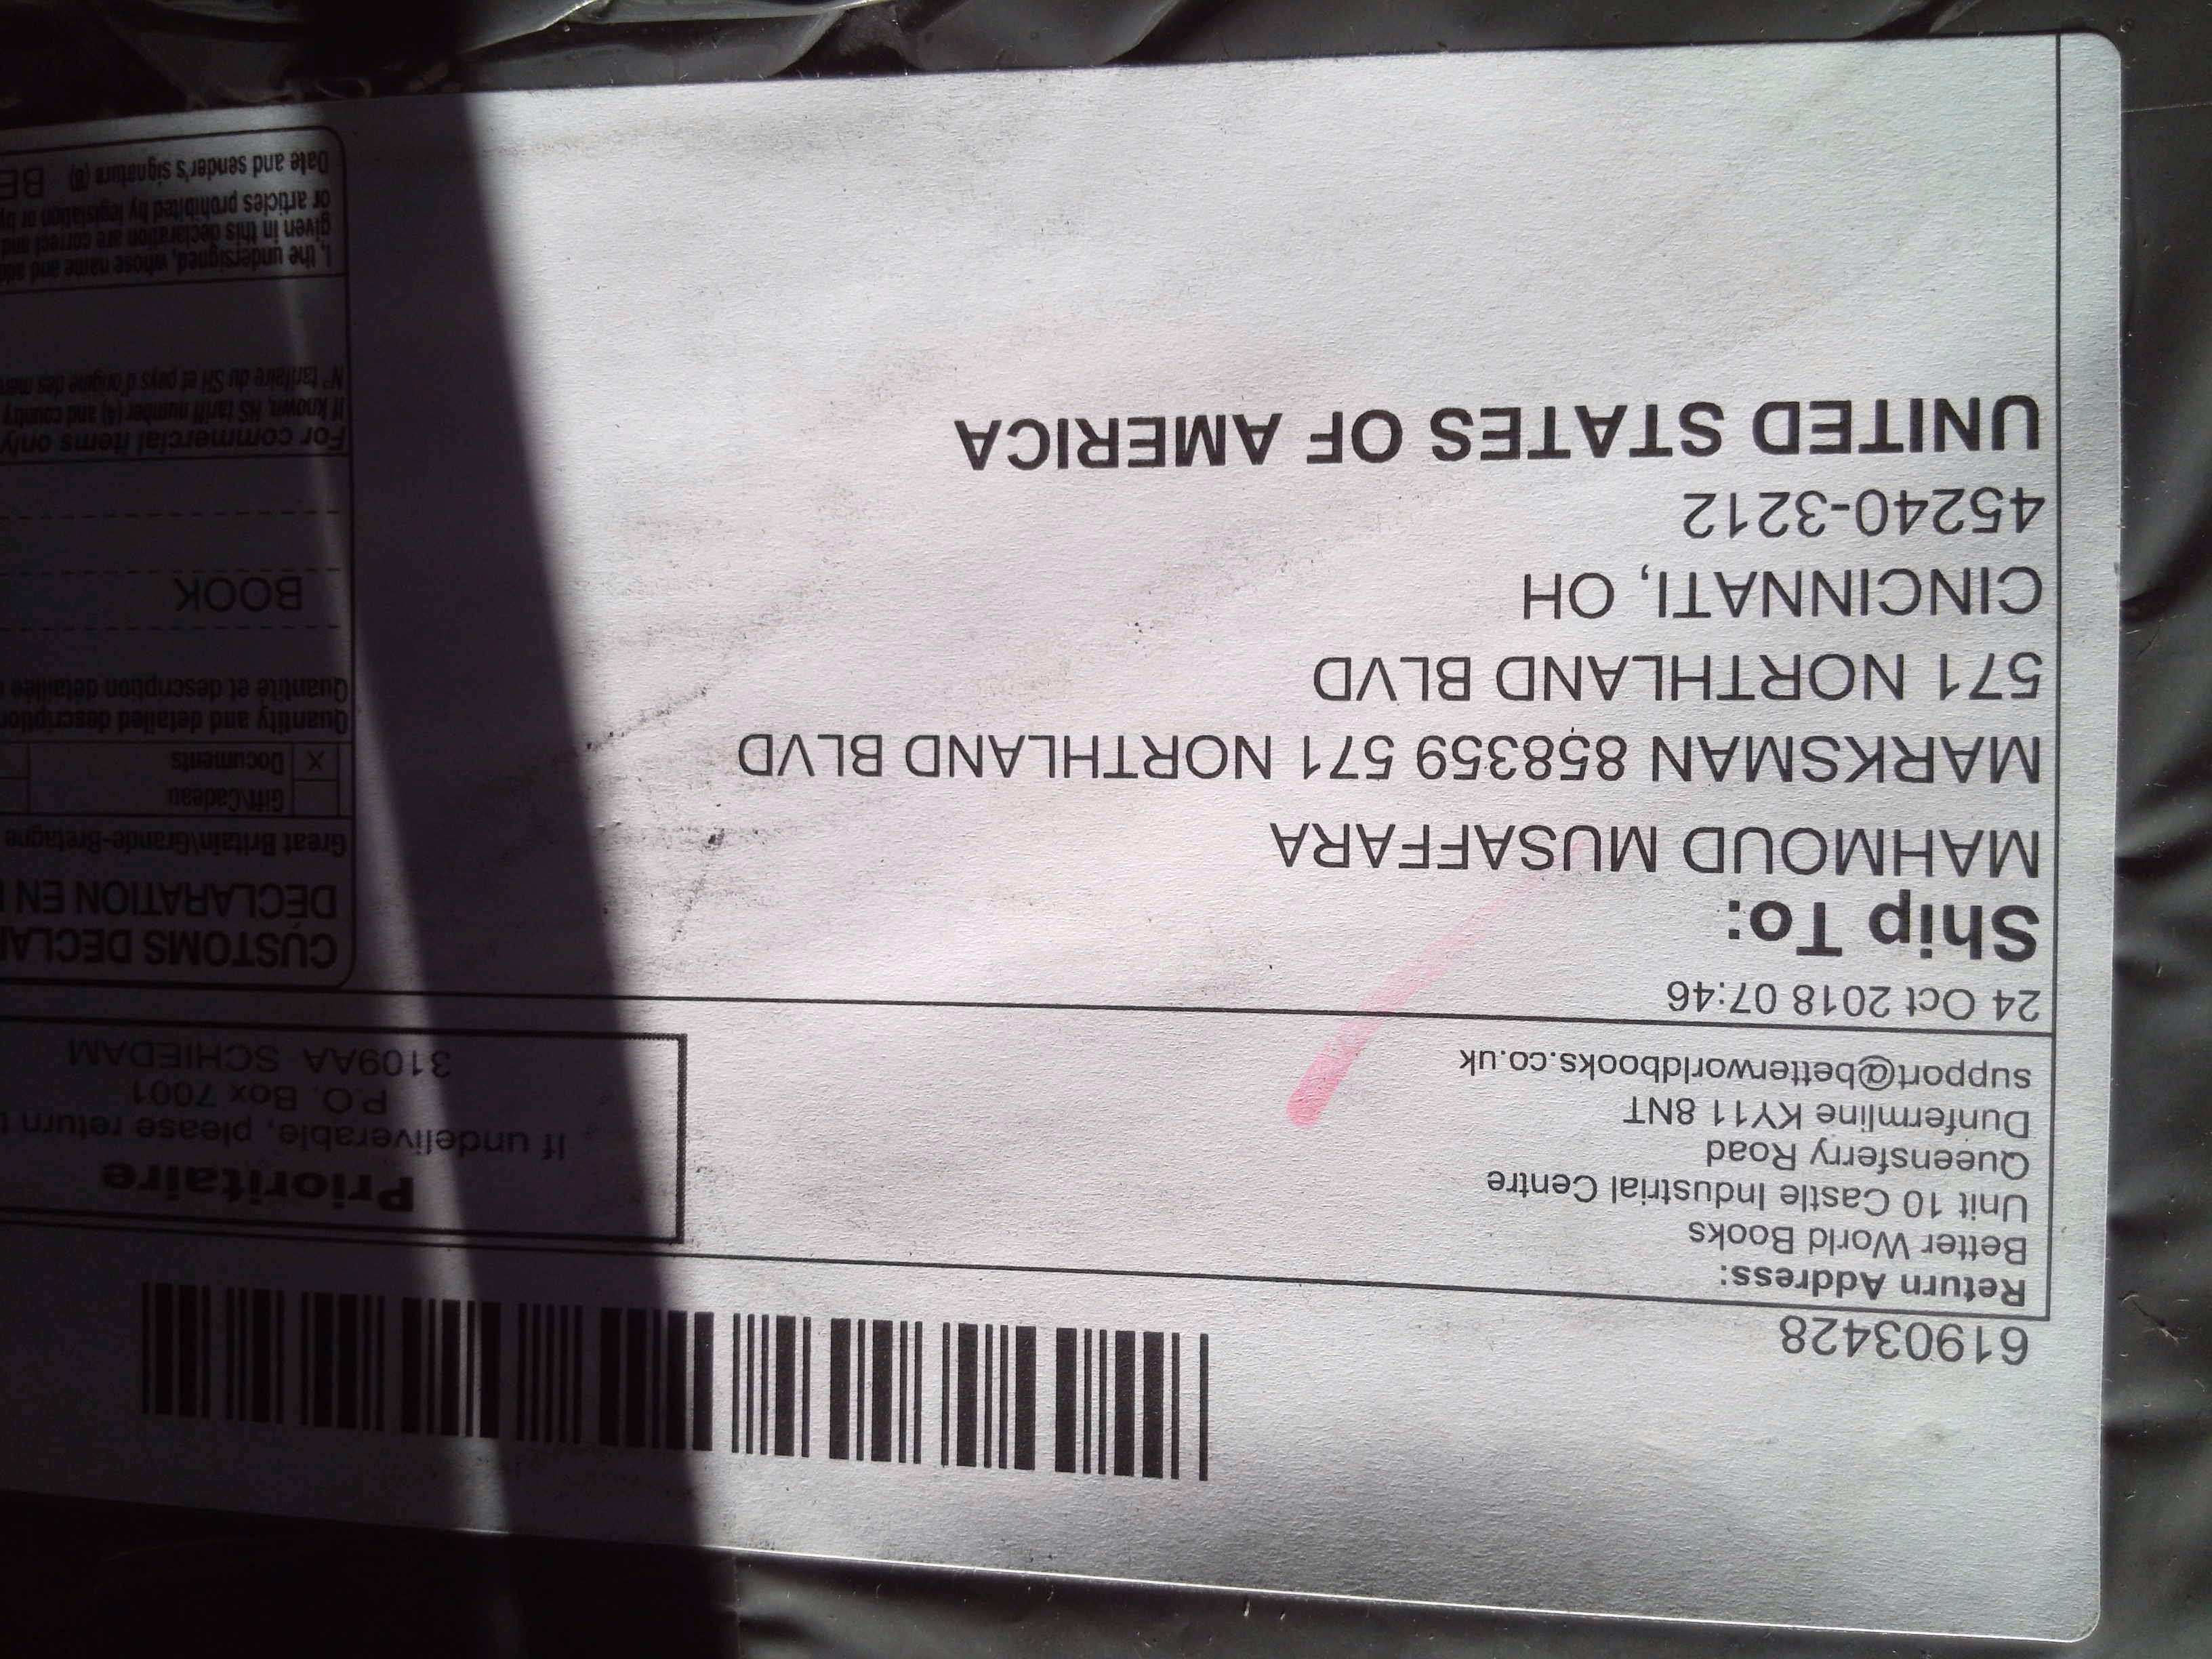 61903428
Return Address:
Better World Books
Unit 10 Castle Industrial Centre
Queensferry Road
Dunfermline KY11 8NT
support@betterworldbooks.co.uk
Prioritaire
If undeliverable, please return
P.O. Box 7001
3109AA SCHIEDAM
24 Oct 2018 07:46
Ship To:
MAHMOUD MUSAFFARA
MARKSMAN 858359 571 NORTHLAND BLVD
571 NORTHLAND BLVD
CINCINNATI, OH
45240-3212
UNITED STATES OF AMERICA
CUSTOMS
DÉCLARATION EN
Great Britain\Grande-Bretagne
Gift\Cadeau
X Documents
Quantity and detailed description
Quantité et description détaillée
BOOK
For commercial items only
If known, HS tariff number (4) and country
N° tarifaire du SH et pays d'origine des
I, the undersigned, whose name and
given in this declaration are correct and
or articles prohibited by legislation or by
Date and sender's signature (8) BE